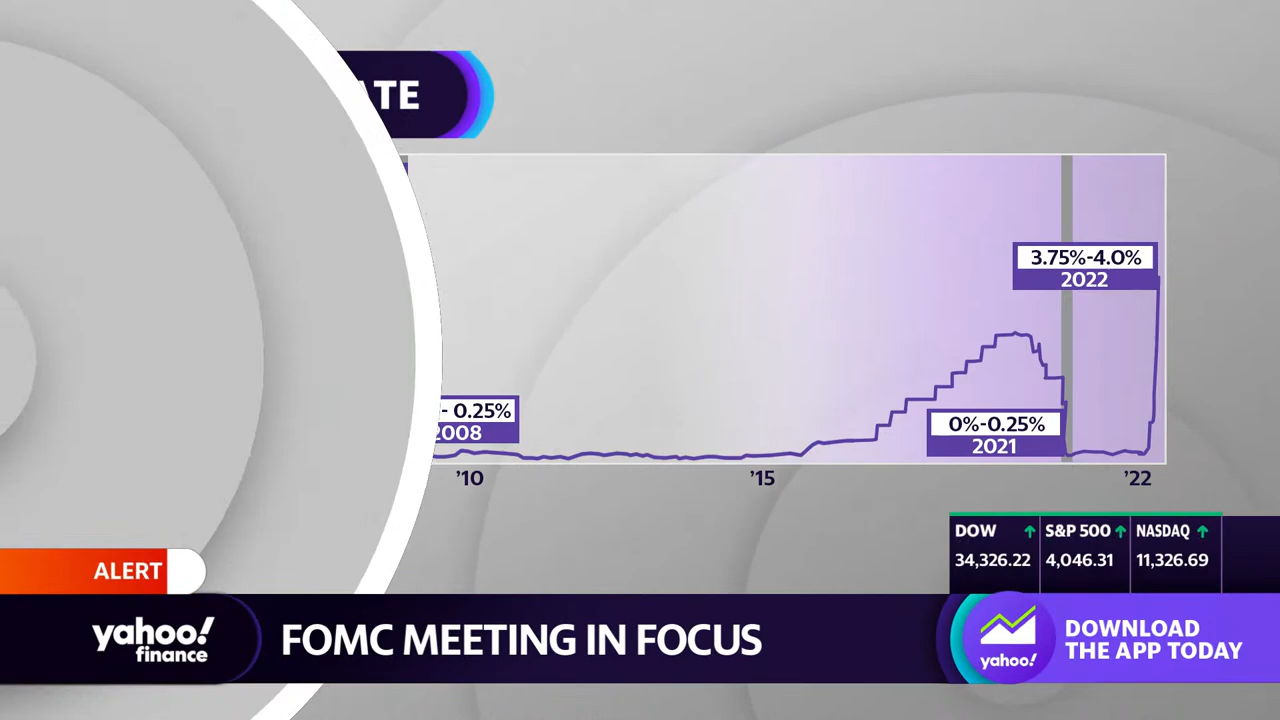 ATE
3.75%-4.0%
2022
- 0.25%
2008
0%-0.25%
2021
'10
'15
'22
DOW
34,326.22
S&P 500
4,046.31
NASDAQ
11,326.69
ALERT
yahoo!
finance
FOMC MEETING IN FOCUS
yahoo!
DOWNLOAD
THE APP TODAY